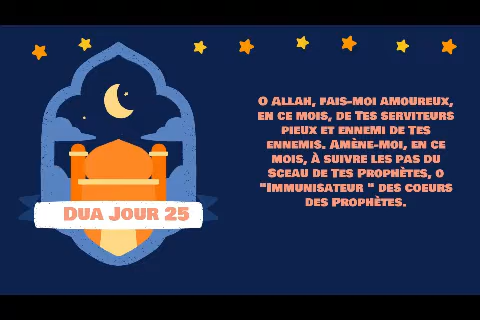 O Allah, fais-moi amoureux,
en ce mois, de Tes serviteurs
pieux et ennemi de Tes
ennemis. Amène-moi, en ce
mois, à suivre les pas du
Sceau de Tes Prophètes, O
"Immunisateur " des coeurs
des Prophètes.
Dua Jour 25